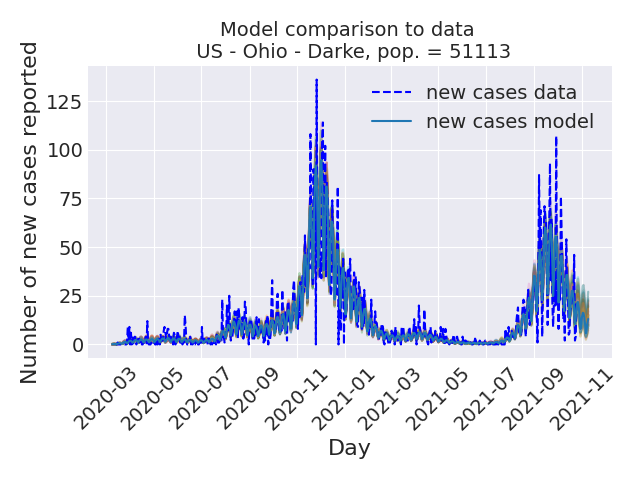 Model comparison to data
US - Ohio - Darke, pop. = 51113
Number of new cases reported
125
100
75
50
25
0
new cases data
new cases model
2020-03
2020-05
2020-07
2020-09
2020-11
2021-01
2021-03
2021-05
2021-07
2021-09
2021-11
Day